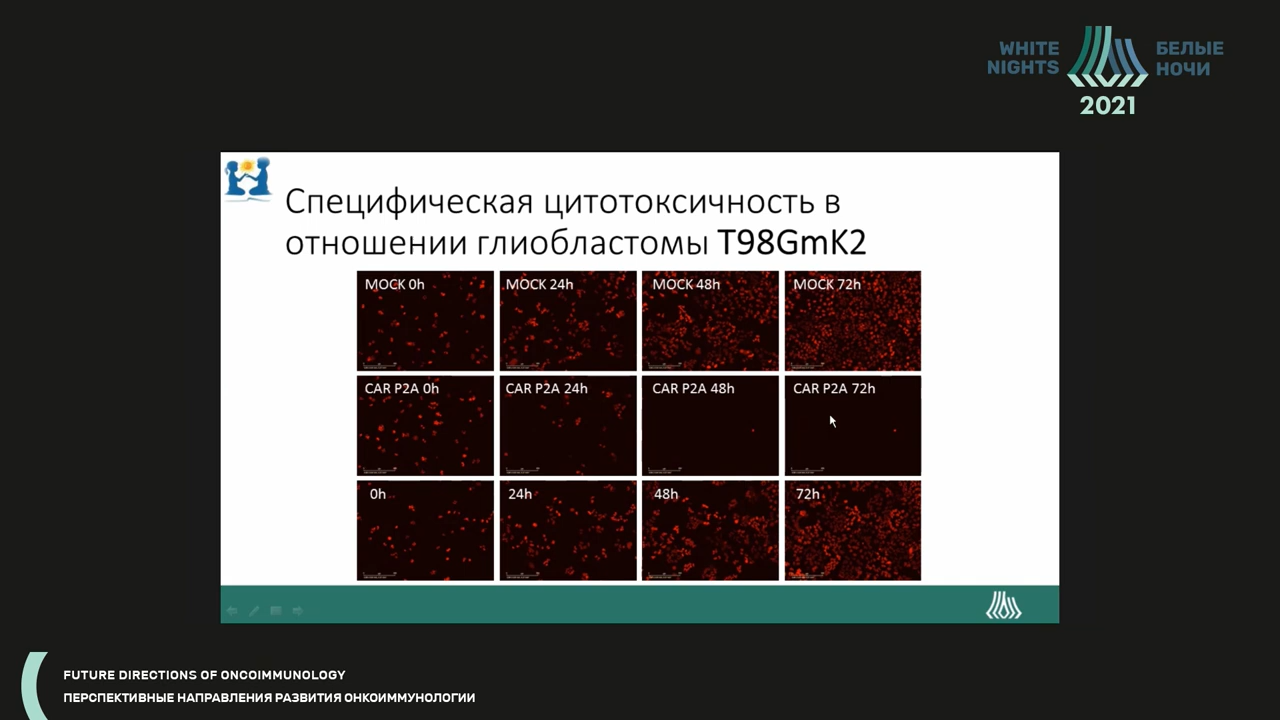 WHITE
NIGHTS
БЕЛЫЕ
НОЧИ
2021
Специфическая цитотоксичность в
отношении глиобластомы T98GmK2
MOCK 0h
MOCK 24h
MOCK 48h
MOCK 72h
CAR P2A 0h
CAR P2A 24h
CAR P2A 48h
CAR P2A 72h
0h
24h
48h
72h
FUTURE DIRECTIONS OF ONCOIMMUNOLOGY
ПЕРСПЕКТИВНЫЕ НАПРАВЛЕНИЯ РАЗВИТИЯ ОНКОИММУНОЛОГИИ